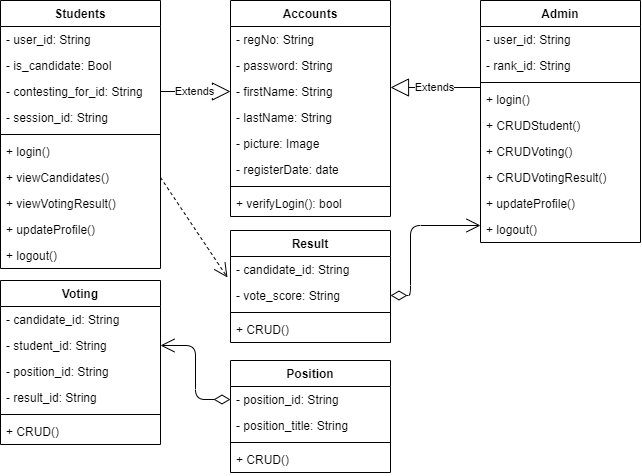 Students
- user_id: String
- is_candidate: Bool
- contesting_for_id: String
- session_id: String
+ login()
+ viewCandidates()
+ viewVotingResult()
+ updateProfile()
+ logout()
Extends
Accounts
- regNo: String
- password: String
- firstName: String
- lastName: String
- picture: Image
- registerDate: date
+ verifyLogin(): bool
Extends
Admin
- user_id: String
- rank_id: String
+ login()
+ CRUDStudent()
+ CRUDVoting()
+ CRUDVotingResult()
+ updateProfile()
+ logout()
Result
- candidate_id: String
- vote_score: String
+ CRUD()
Voting
- candidate_id: String
- student_id: String
- position_id: String
- result_id: String
+ CRUD()
Position
- position_id: String
- position_title: String
+ CRUD()